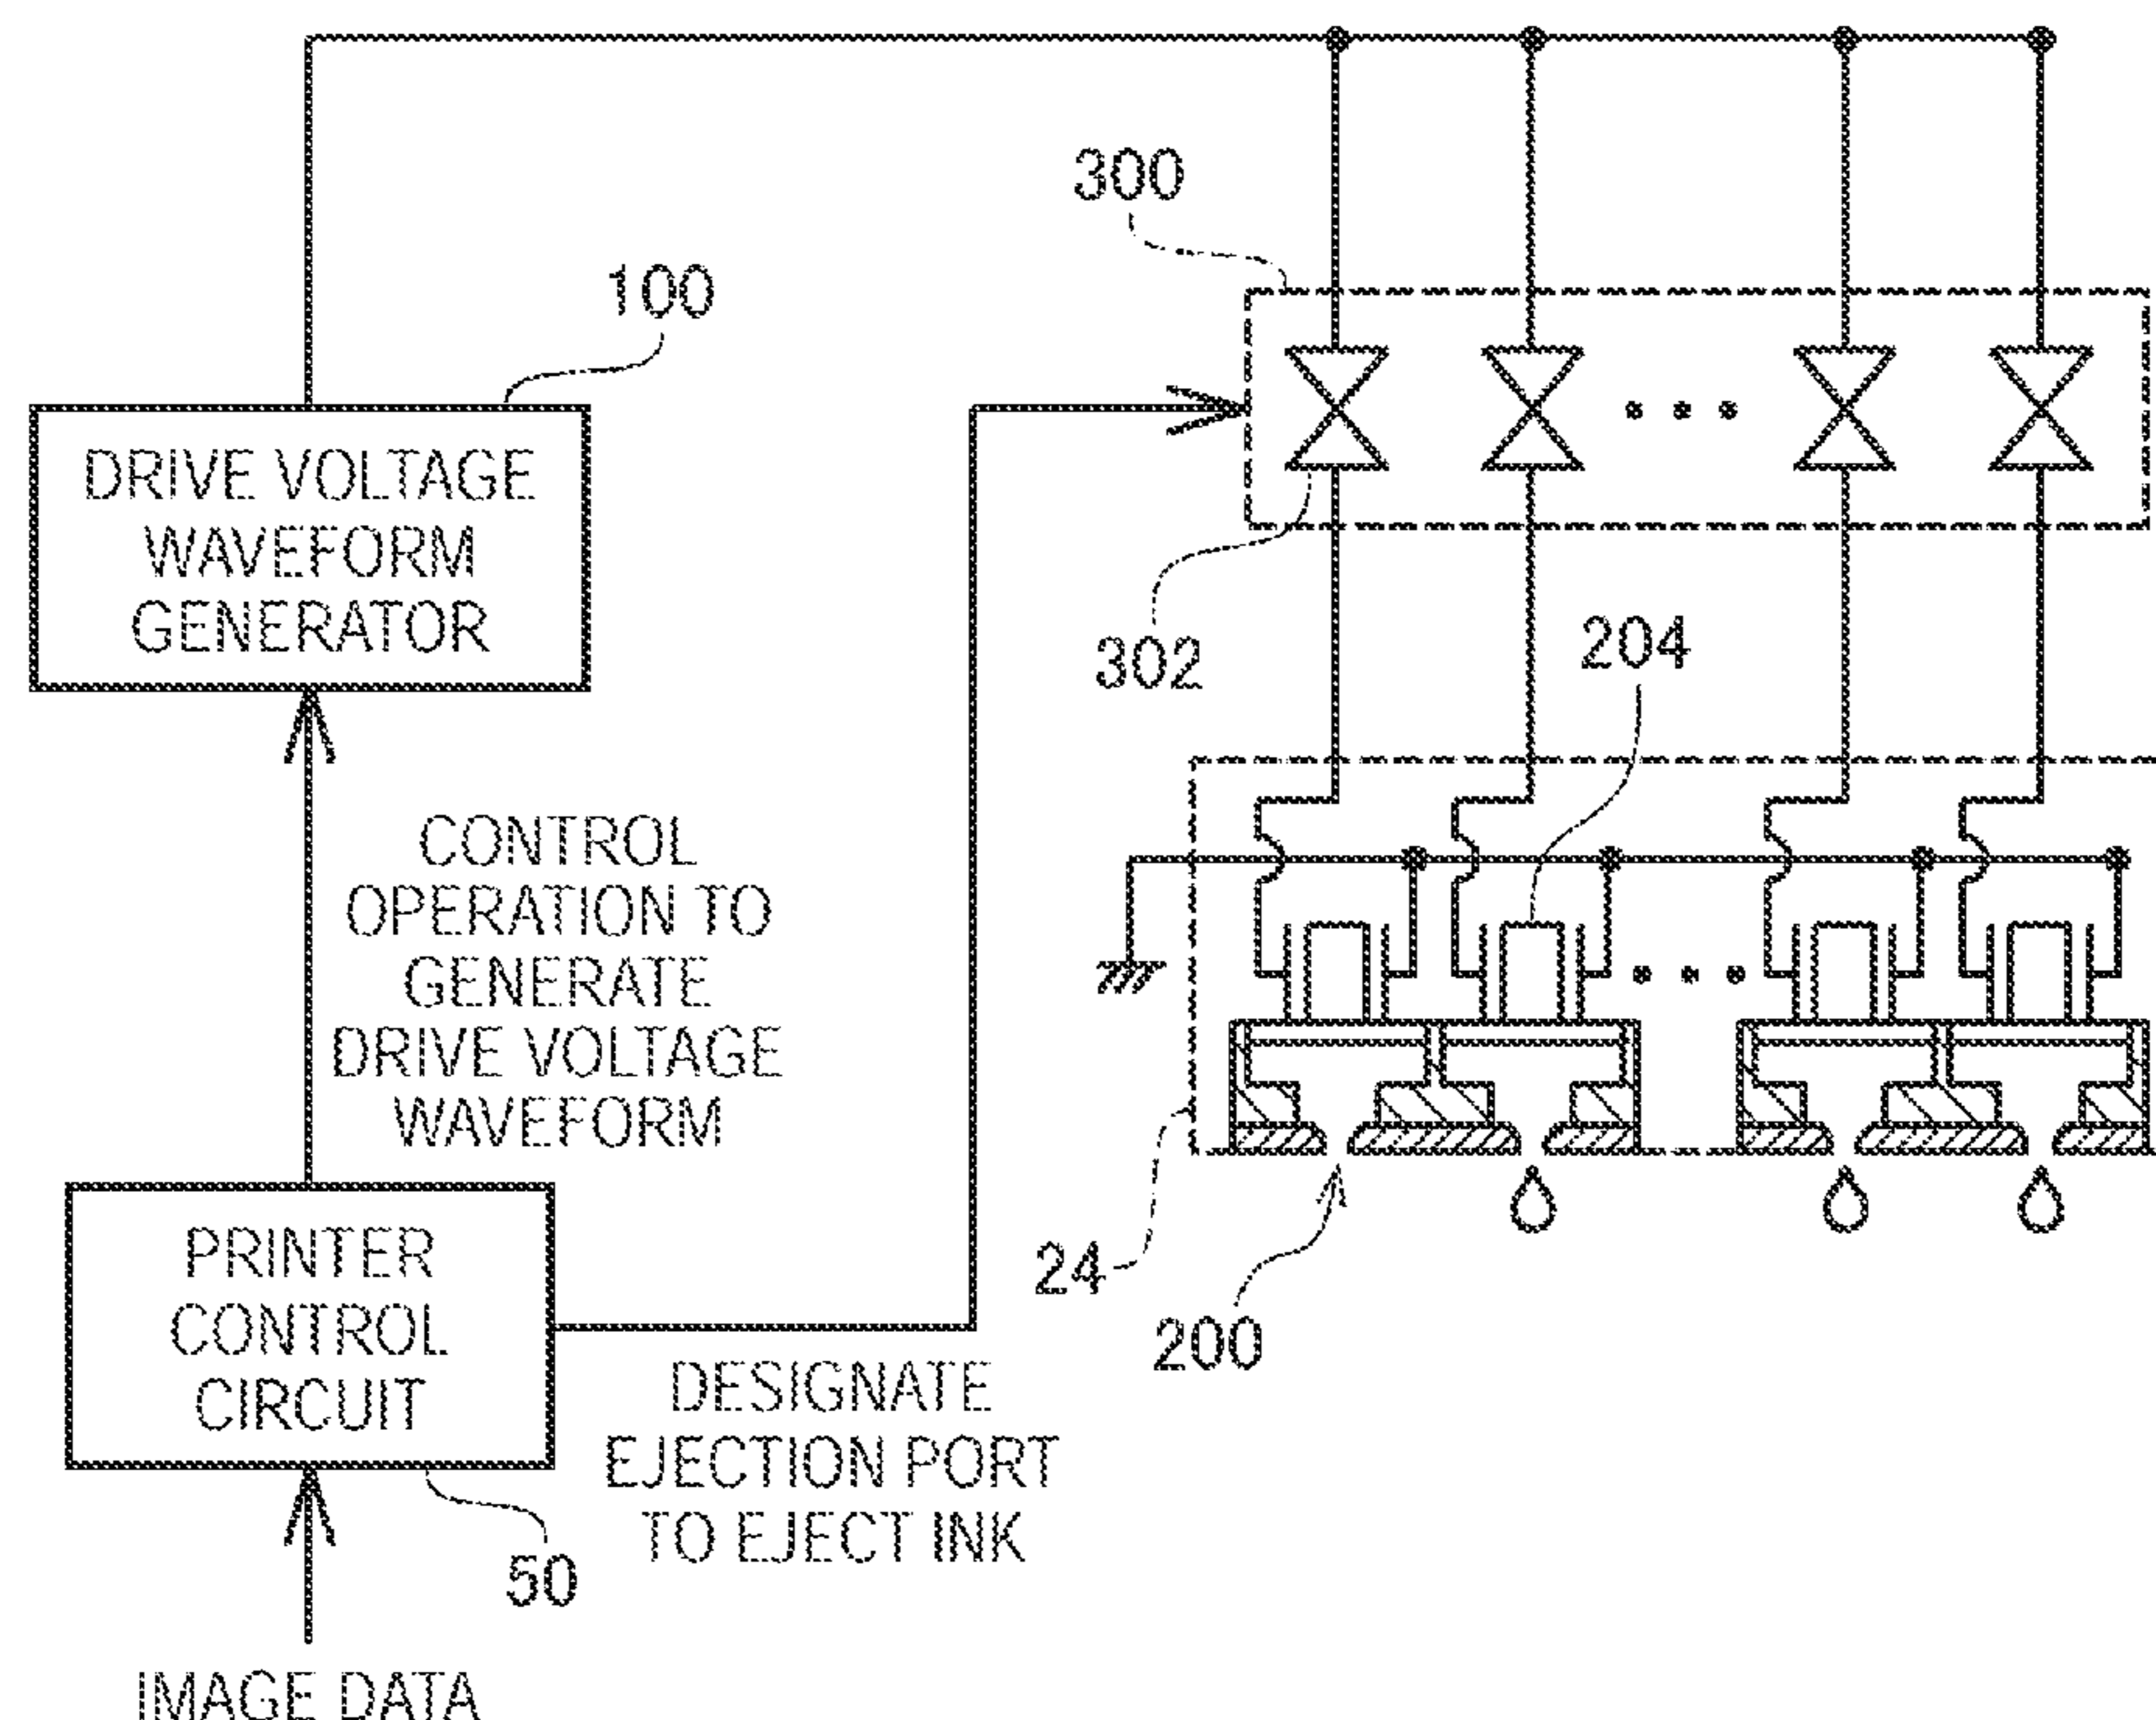 300
100
DRIVE VOLTAGE
WAVEFORM
GENERATOR
302
204
CONTROL
OPERATION TO
GENERATE
DRIVE VOLTAGE
WAVEFORM
24
200
PRINTER
CONTROL
CIRCUIT
DESIGNATE
EJECTION PORT
TO EJECT INK
50
IMAGE DATA